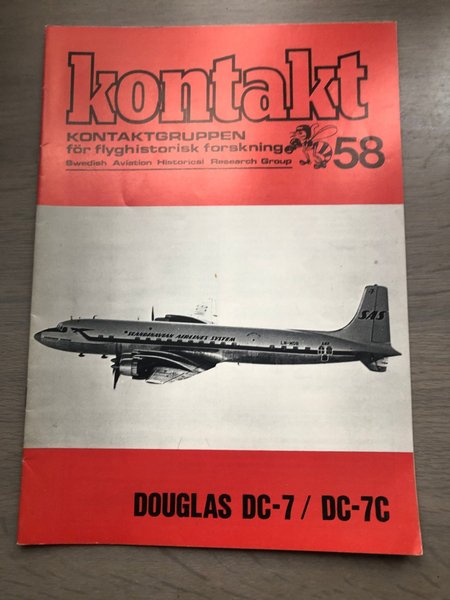 kontakt
KONTAKTGRUPPEN
för flyghistorisk forskning
Swedish Aviation Historical Research Group
58
SAS
SCANDINAVIAN AIRLINES SYSTEM
DOUGLAS DC-7 / DC-7C